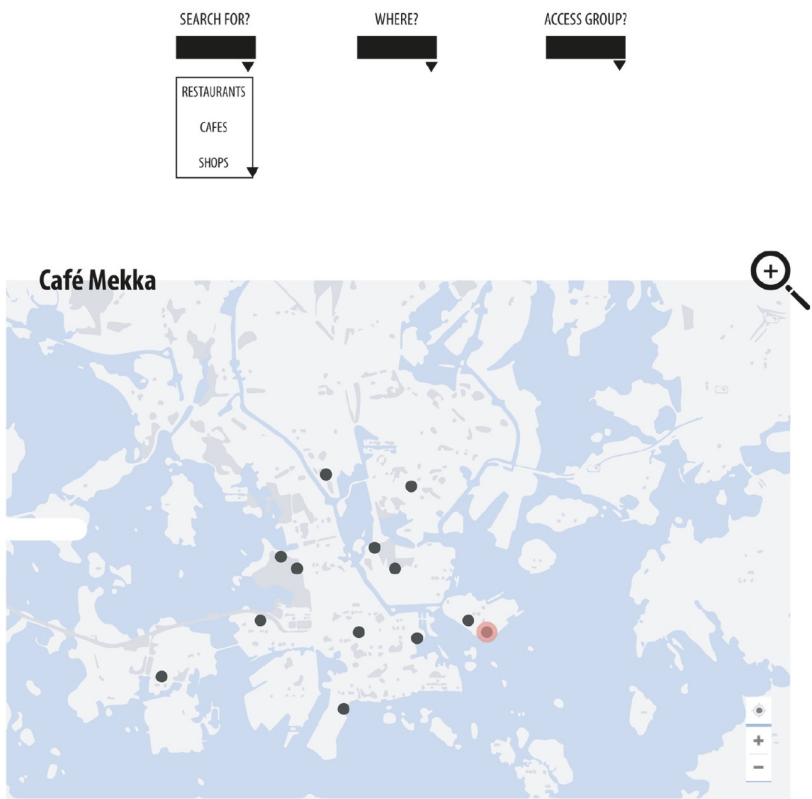 SEARCH FOR?
WHERE?
ACCESS GROUP?
RESTAURANTS
CAFES
SHOPS
Café Mekka